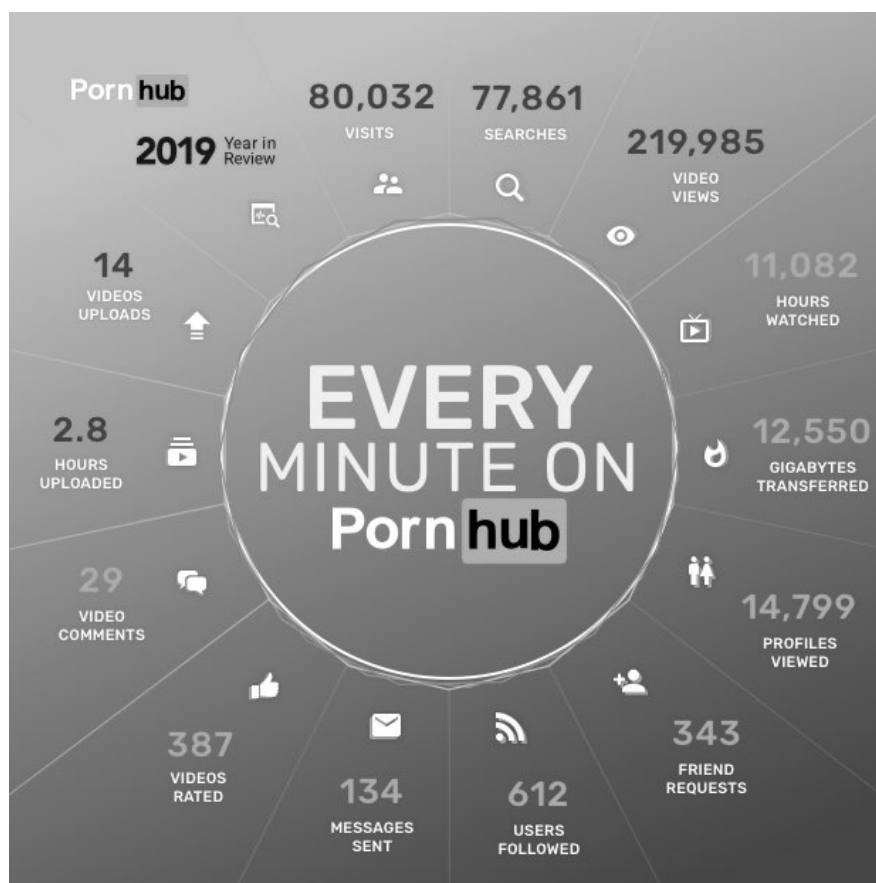 Porn hub
2019 Year in
Review
80,032
VISITS
77,861
SEARCHES
219,985
VIDEO
VIEWS
11,082
HOURS
WATCHED
12,550
GIGABYTES
TRANSFERRED
14,799
PROFILES
VIEWED
343
FRIEND
REQUESTS
612
USERS
FOLLOWED
134
MESSAGES
SENT
387
VIDEOS
RATED
29
VIDEO
COMMENTS
2.8
HOURS
UPLOADED
14
VIDEOS
UPLOADS
EVERY
MINUTE ON
Porn hub